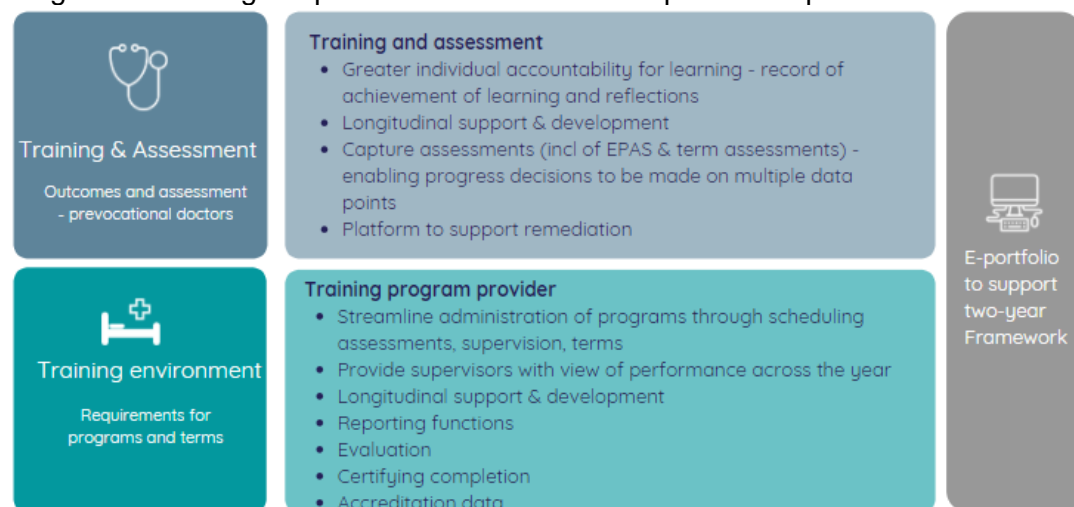 Training & Assessment
Outcomes and assessment
- prevocational doctors
Training and assessment
• Greater individual accountability for learning - record of
achievement of learning and reflections
• Longitudinal support & development
• Capture assessments (incl of EPAS & term assessments) -
enabling progress decisions to be made on multiple data
points
• Platform to support remediation
Training environment
Requirements for
programs and terms
Training program provider
• Streamline administration of programs through scheduling
assessments, supervision, terms
• Provide supervisors with view of performance across the year
• Longitudinal support & development
• Reporting functions
• Evaluation
• Certifying completion
• Accreditation data
E-portfolio
to support
two-year
Framework